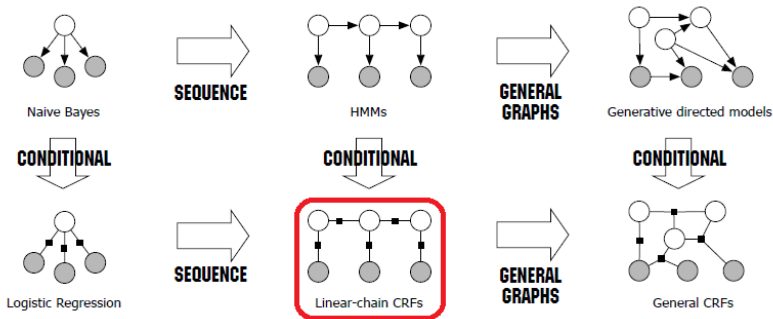 SEQUENCE
GENERAL
GRAPHS
Naive Bayes
HMMs
Generative directed models
CONDITIONAL
CONDITIONAL
CONDITIONAL
SEQUENCE
GENERAL
GRAPHS
Logistic Regression
Linear-chain CRFs
General CRFs